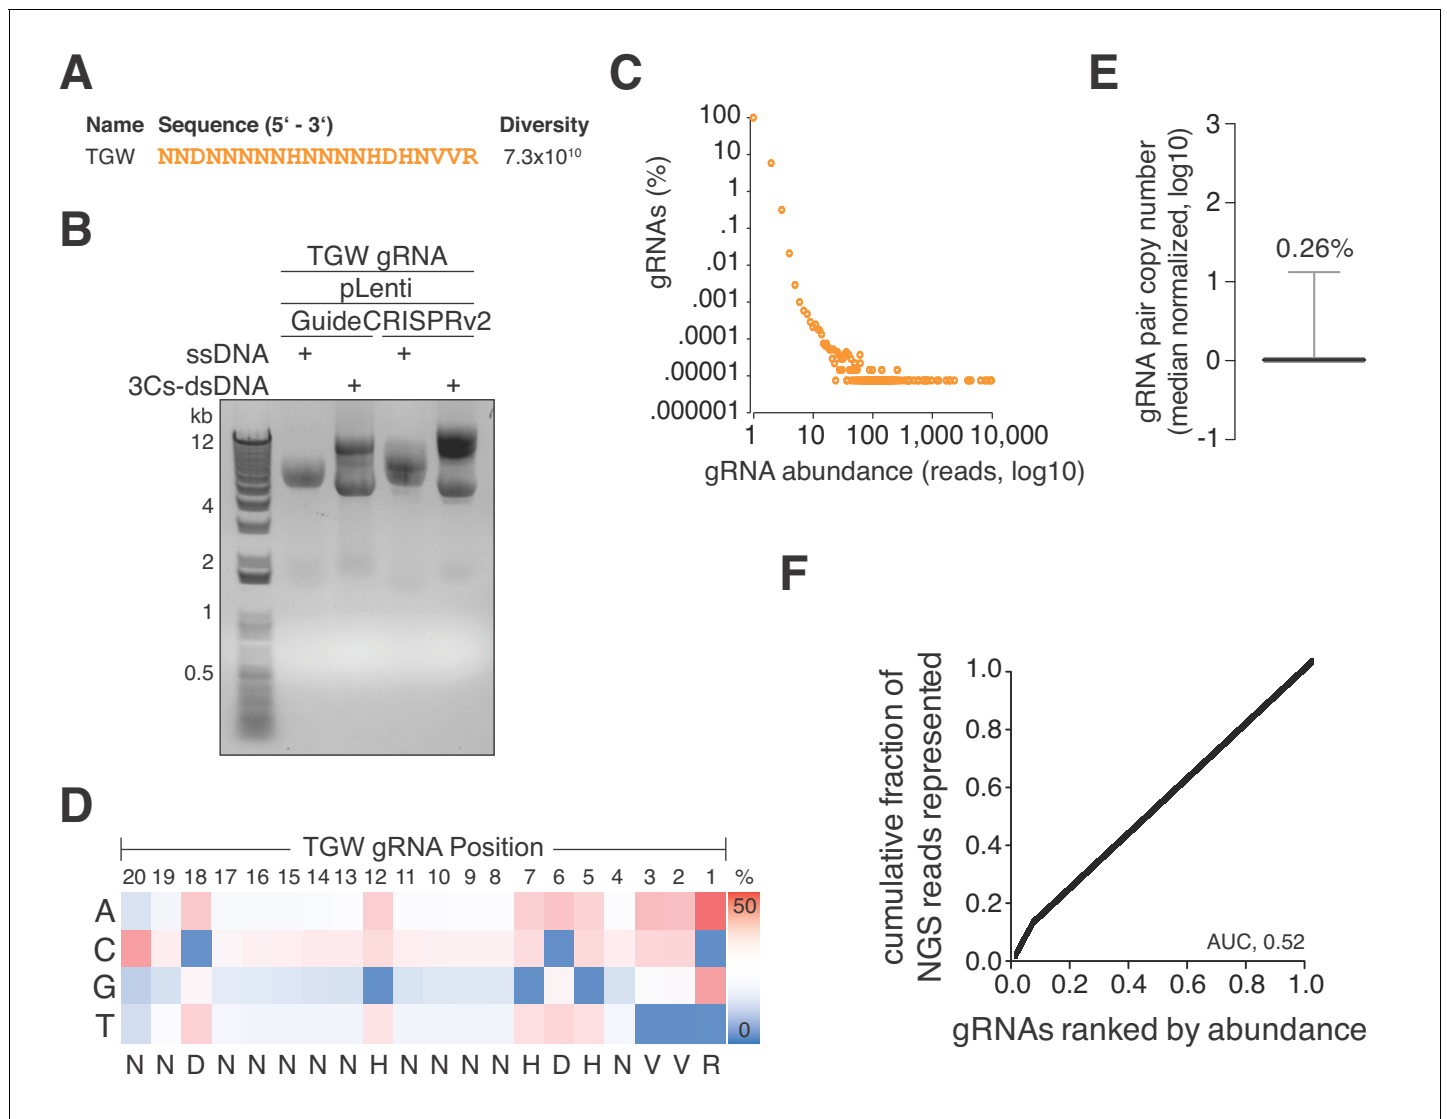 A
Name Sequence (5‘ - 3‘) Diversity
TGW NNDNNNNNHNNNNHDHNVVR 7.3x10¹⁰
B
TGW gRNA
pLenti
GuideCRISPRv2
ssDNA + +
3Cs-dsDNA + +
kb
12
4
2
1
0.5
C
gRNAs (%)
100
10
1
.1
.01
.001
.0001
.00001
.000001
1 10 100 1,000 10,000
gRNA abundance (reads, log10)
D
TGW gRNA Position
20 19 18 17 16 15 14 13 12 11 10 9 8 7 6 5 4 3 2 1 %
A
C
G
T
50
0
N N D N N N N N H N N N N H D H N V V R
E
gRNA pair copy number
(median normalized, log10)
3
2
1
0
-1
0.26%
F
cumulative fraction of
NGS reads represented
1.0
0.8
0.6
0.4
0.2
0.0
AUC, 0.52
0.0 0.2 0.4 0.6 0.8 1.0
gRNAs ranked by abundance